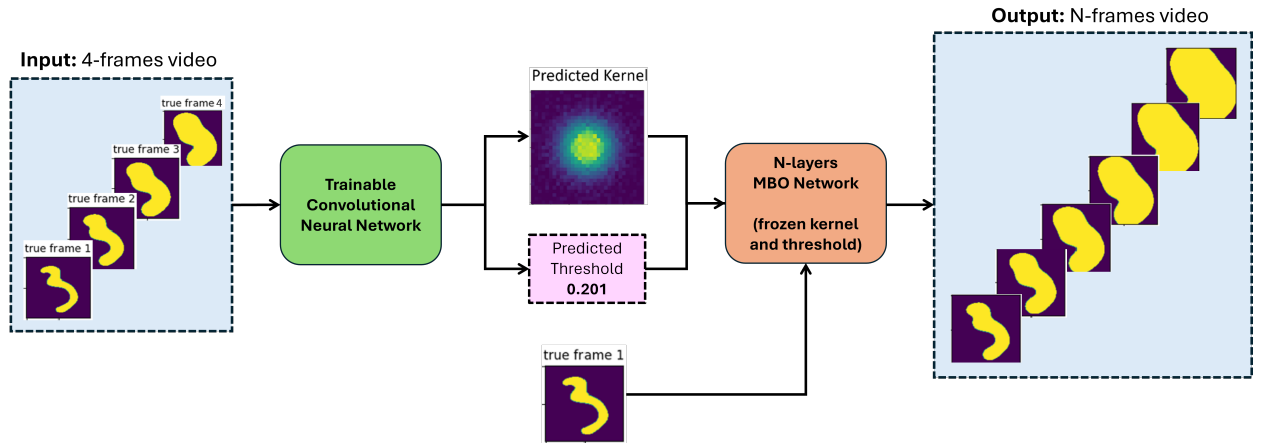 Input: 4-frames video
true frame 4
true frame 3
true frame 2
true frame 1
Trainable
Convolutional
Neural Network
Predicted Kernel
Predicted
Threshold
0.201
true frame 1
N-layers
MBO Network
(frozen kernel
and threshold)
Output: N-frames video